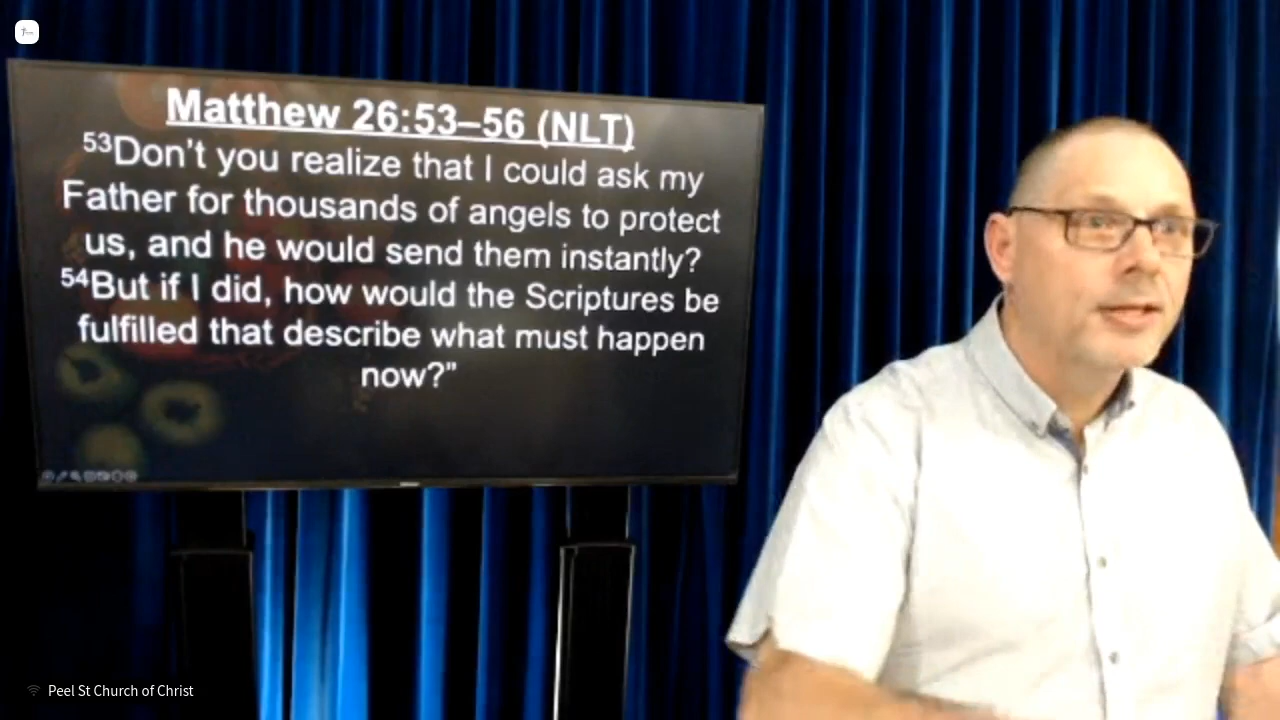 Matthew 26:53–56 (NLT)
53Don't you realize that I could ask my
Father for thousands of angels to protect
us, and he would send them instantly?
54But if I did, how would the Scriptures be
fulfilled that describe what must happen
now?"
Peel St Church of Christ